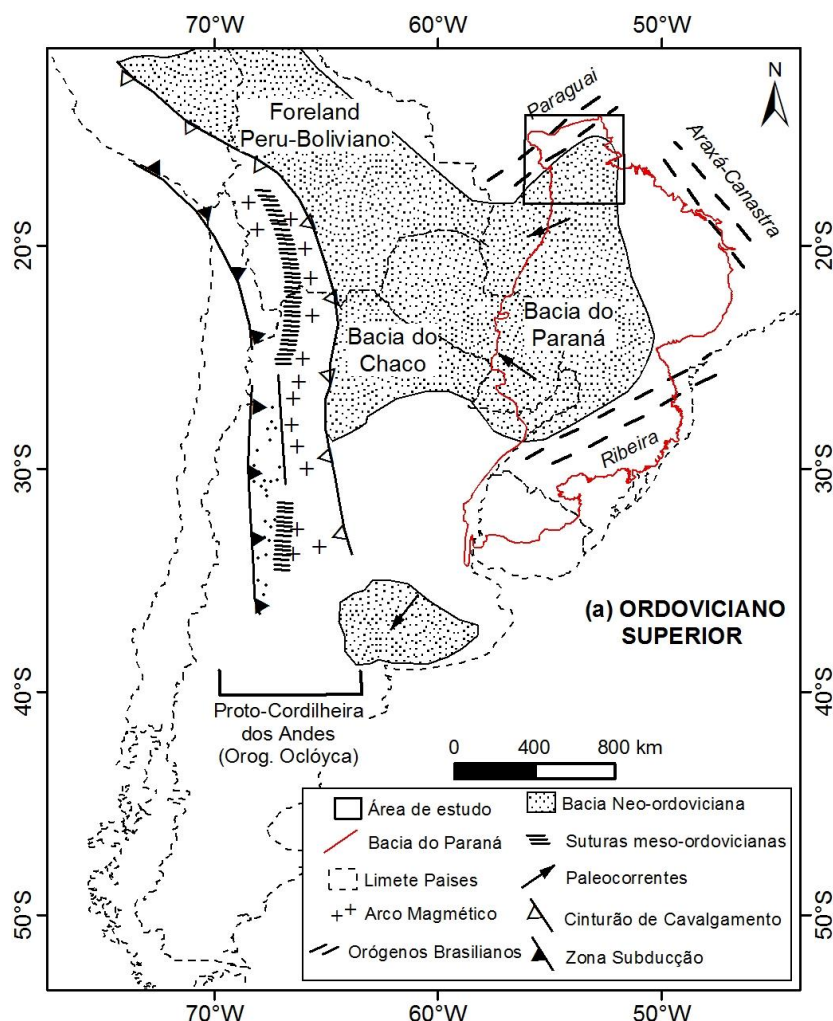 70°W 60°W 50°W
N
Paraguai
Foreland
Peru-Boliviano
Araxá-Canastra
20°S 20°S
Bacia do
Paraná
Bacia do
Chaco
Ribeira
30°S 30°S
(a) ORDOVICIANO
SUPERIOR
40°S 40°S
Proto-Cordilheira
dos Andes
(Orog. Oclóyca)
0 400 800 km
Área de estudo
Bacia do Paraná
Limete Paises
Arco Magmético
Orógenos Brasilianos
Bacia Neo-ordoviciana
Suturas meso-ordovicianas
Paleocorrentes
Cinturão de Cavalgamento
Zona Subducção
50°S 50°S
70°W 60°W 50°W